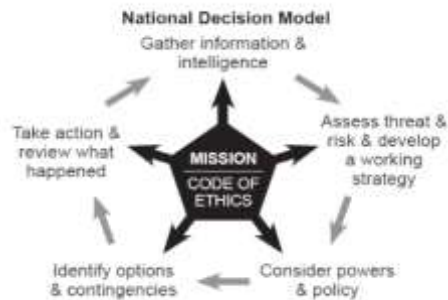 National Decision Model
Gather information &
intelligence
Assess threat &
risk & develop
a working
strategy
Consider powers
& policy
Identify options
& contingencies
Take action &
review what
happened
MISSION
CODE OF
ETHICS